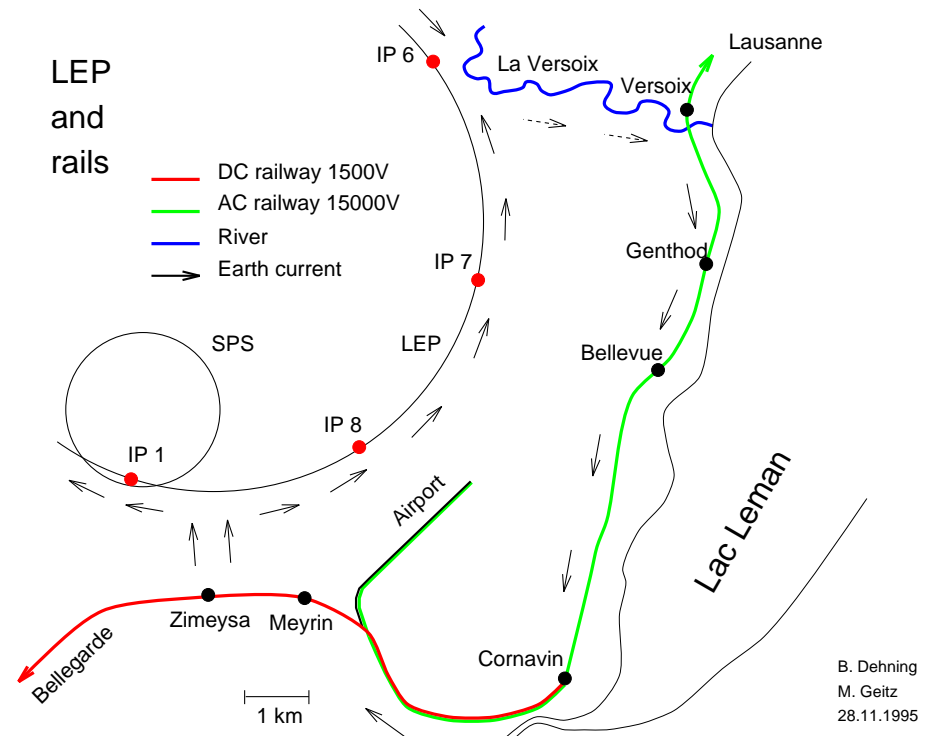 LEP
and
rails
DC railway 1500V
AC railway 15000V
River
Earth current
IP 6
La Versoix
Lausanne
Versoix
Genthod
IP 7
SPS
LEP
Bellevue
IP 8
IP 1
Airport
Lac Leman
Zimeysa
Meyrin
Bellegarde
Cornavin
1 km
B. Dehning
M. Geitz
28.11.1995